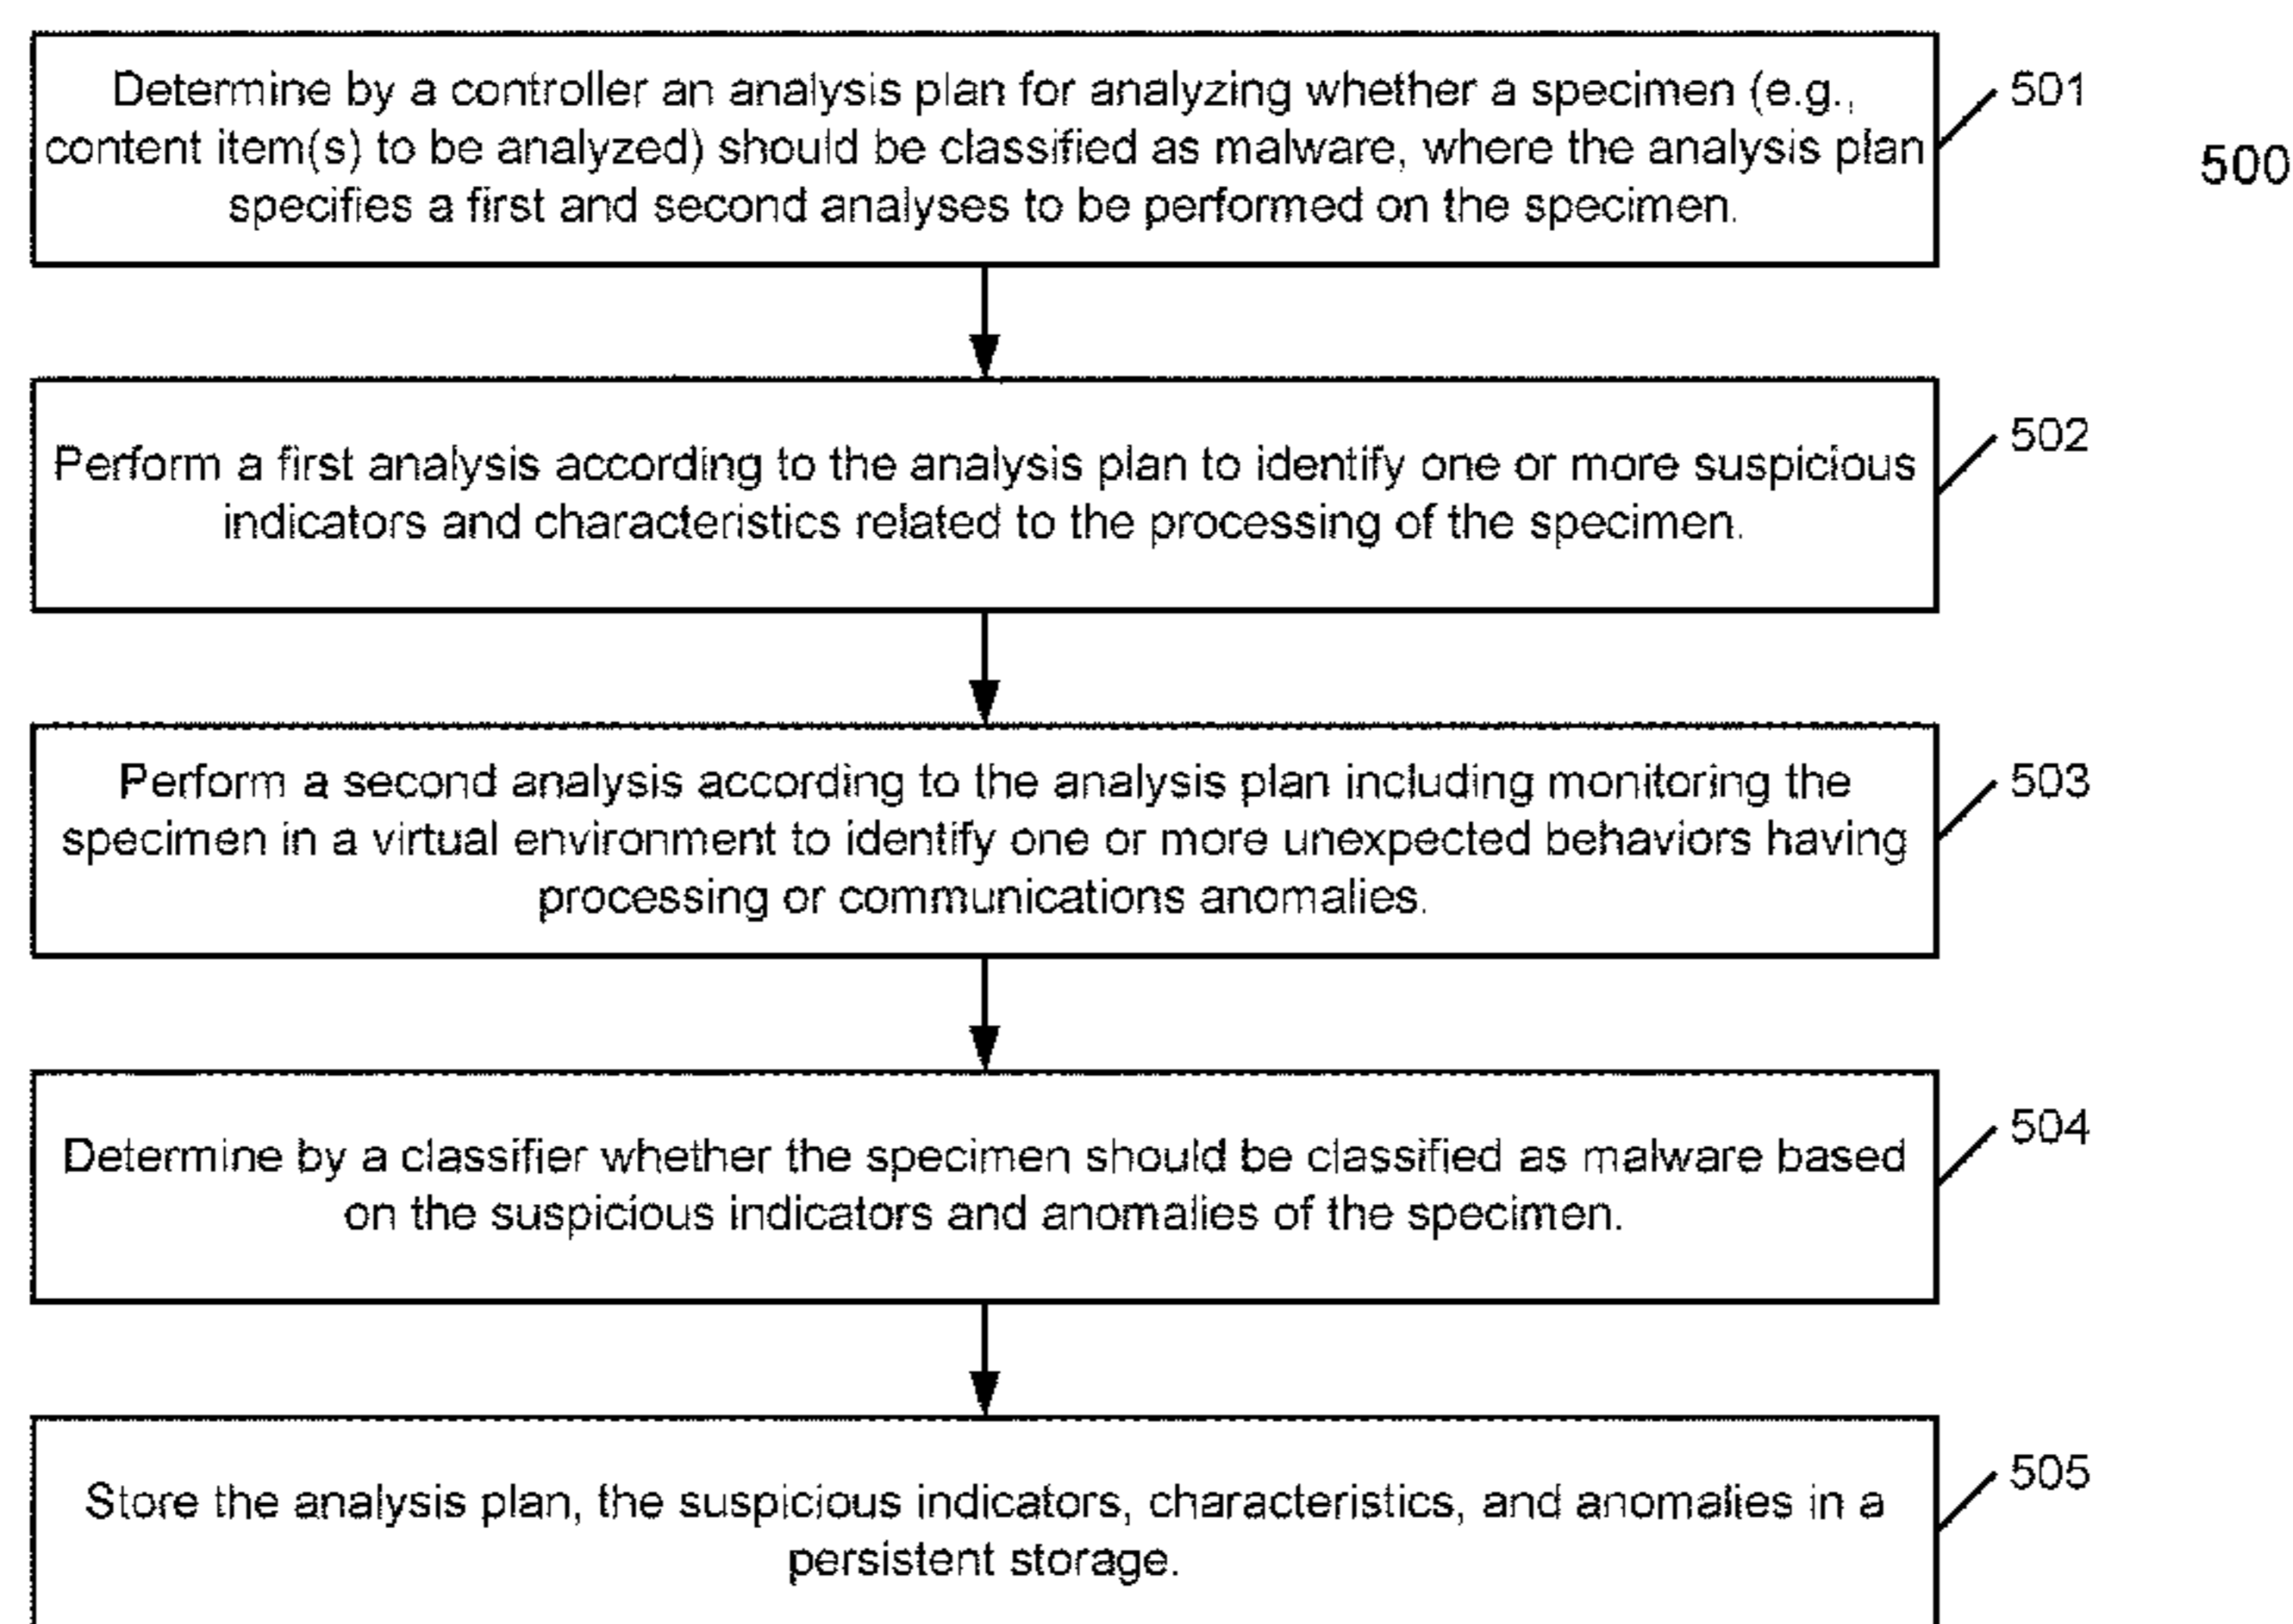 Determine by a controller an analysis plan for analyzing whether a specimen (e.g.,
content item(s) to be analyzed) should be classified as malware, where the analysis plan
specifies a first and second analyses to be performed on the specimen.
501
500
Perform a first analysis according to the analysis plan to identify one or more suspicious
indicators and characteristics related to the processing of the specimen.
502
Perform a second analysis according to the analysis plan including monitoring the
specimen in a virtual environment to identify one or more unexpected behaviors having
processing or communications anomalies.
503
Determine by a classifier whether the specimen should be classified as malware based
on the suspicious indicators and anomalies of the specimen.
504
Store the analysis plan, the suspicious indicators, characteristics, and anomalies in a
persistent storage.
505